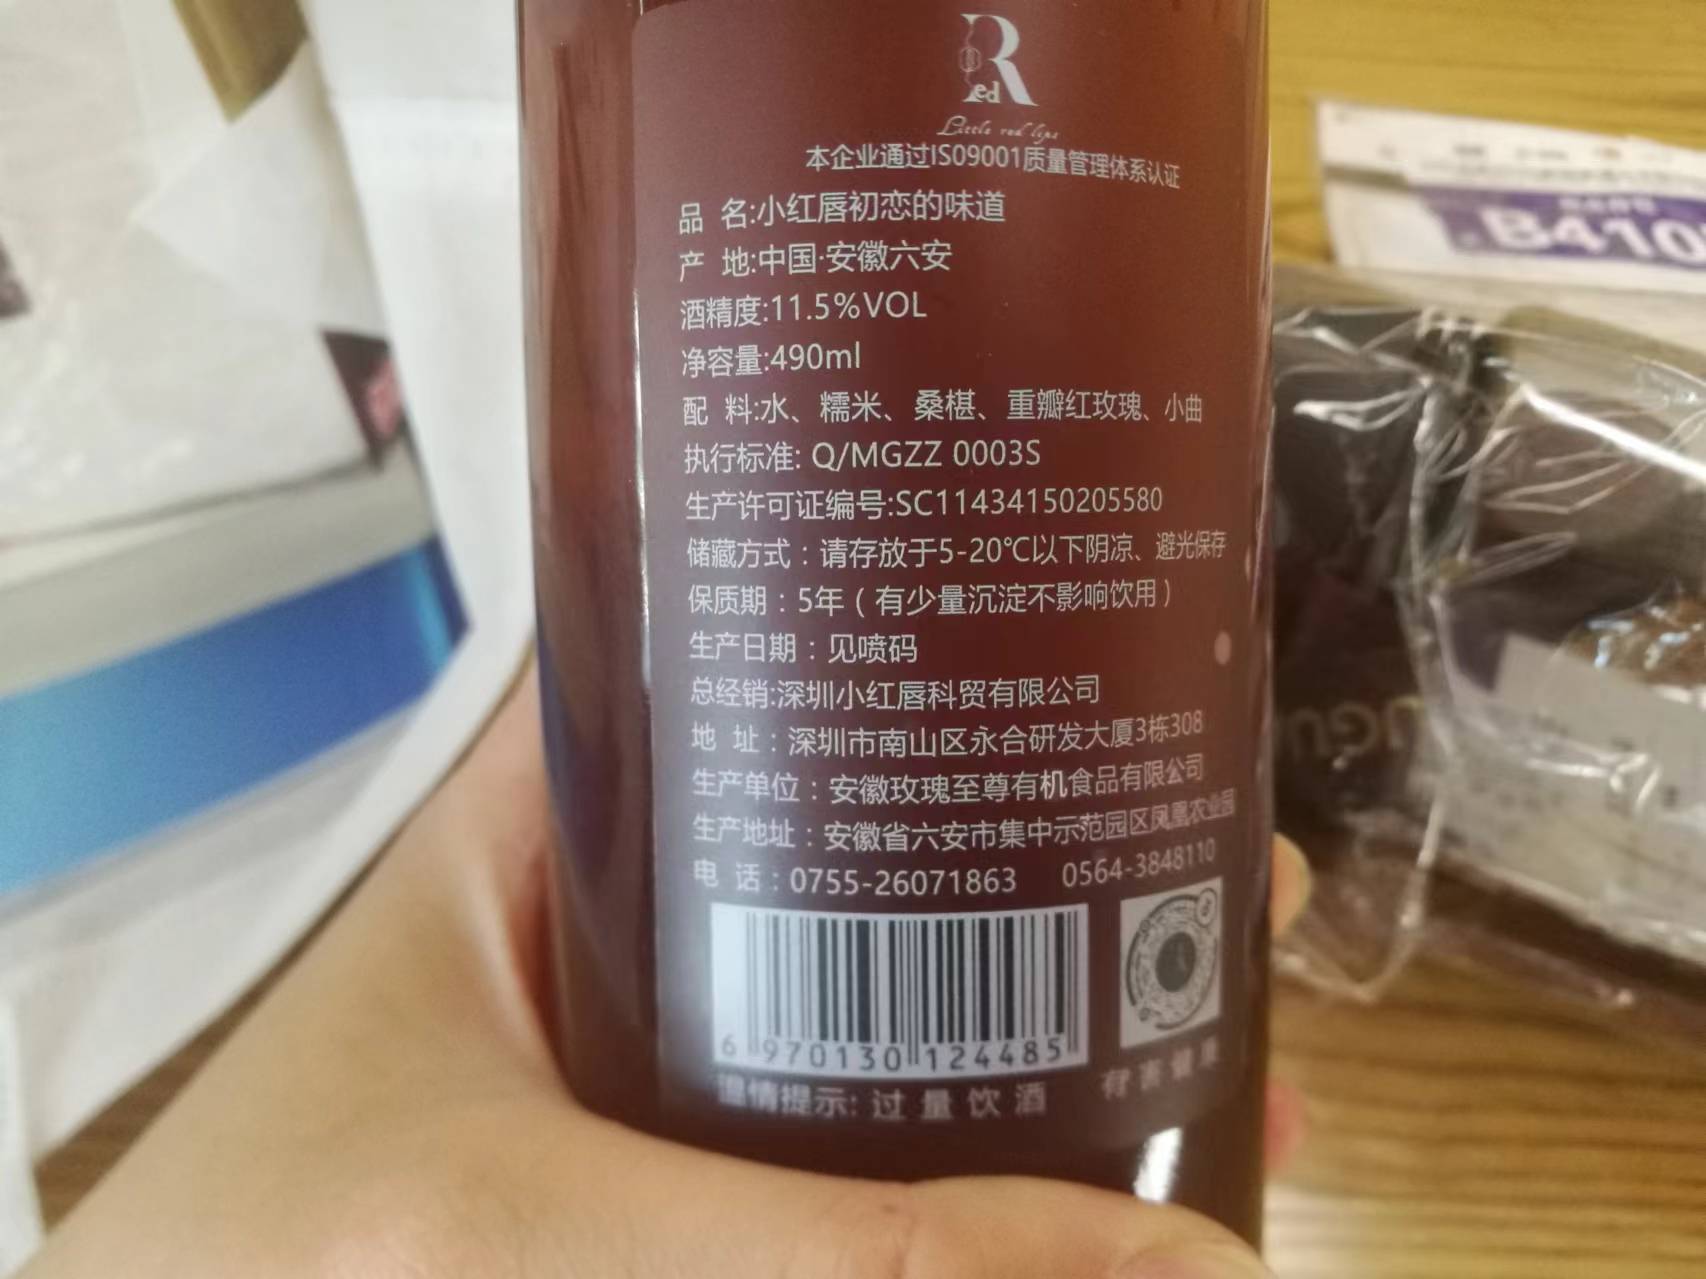 Red
Little red lips
本企业通过ISO9001质量管理体系认证
品 名:小红唇初恋的味道
产 地:中国·安徽六安
酒精度:11.5%VOL
净容量:490ml
配 料:水、糯米、桑椹、重瓣红玫瑰、小曲
执行标准: Q/MGZZ 0003S
生产许可证编号:SC11434150205580
储藏方式：请存放于5-20℃以下阴凉、避光保存
保质期：5年（有少量沉淀不影响饮用）
生产日期：见喷码
总经销:深圳小红唇科贸有限公司
地 址：深圳市南山区永合研发大厦3栋308
生产单位：安徽玫瑰至尊有机食品有限公司
生产地址：安徽省六安市集中示范园区凤凰农业园
电 话：0755-26071863 0564-3848110
6 970130 124485
温情提示: 过量饮酒 有害健康
B410